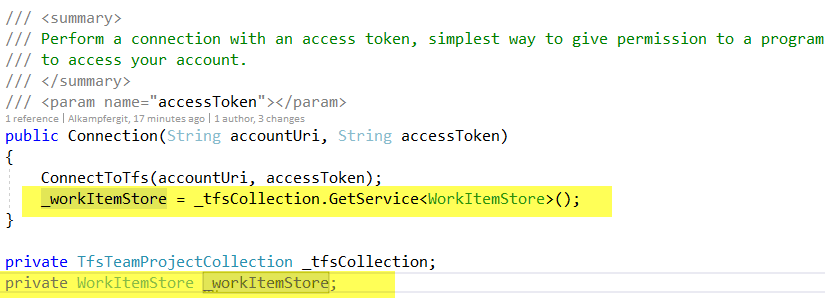 /// <summary>
/// Perform a connection with an access token, simplest way to give permission to a program
/// to access your account.
/// </summary>
/// <param name="accessToken"></param>
1 reference | Alkampfergit, 17 minutes ago | 1 author, 3 changes
public Connection(String accountUri, String accessToken)
{
ConnectToTfs(accountUri, accessToken);
_workItemStore = _tfsCollection.GetService<WorkItemStore>();
}
private TfsTeamProjectCollection _tfsCollection;
private WorkItemStore _workItemStore;